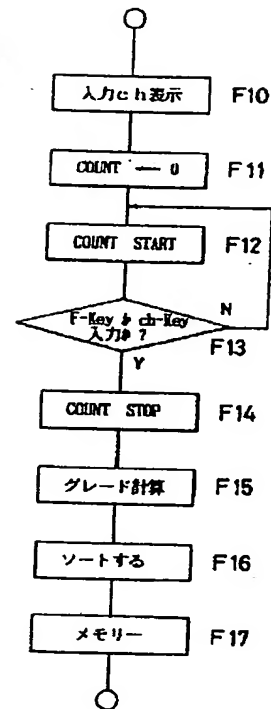 入力ch表示 F10
COUNT ← 0 F11
COUNT START F12
N
F-Key か ch-Key
入力か?
F13
Y
COUNT STOP F14
グレード計算 F15
ソートする F16
メモリー F17